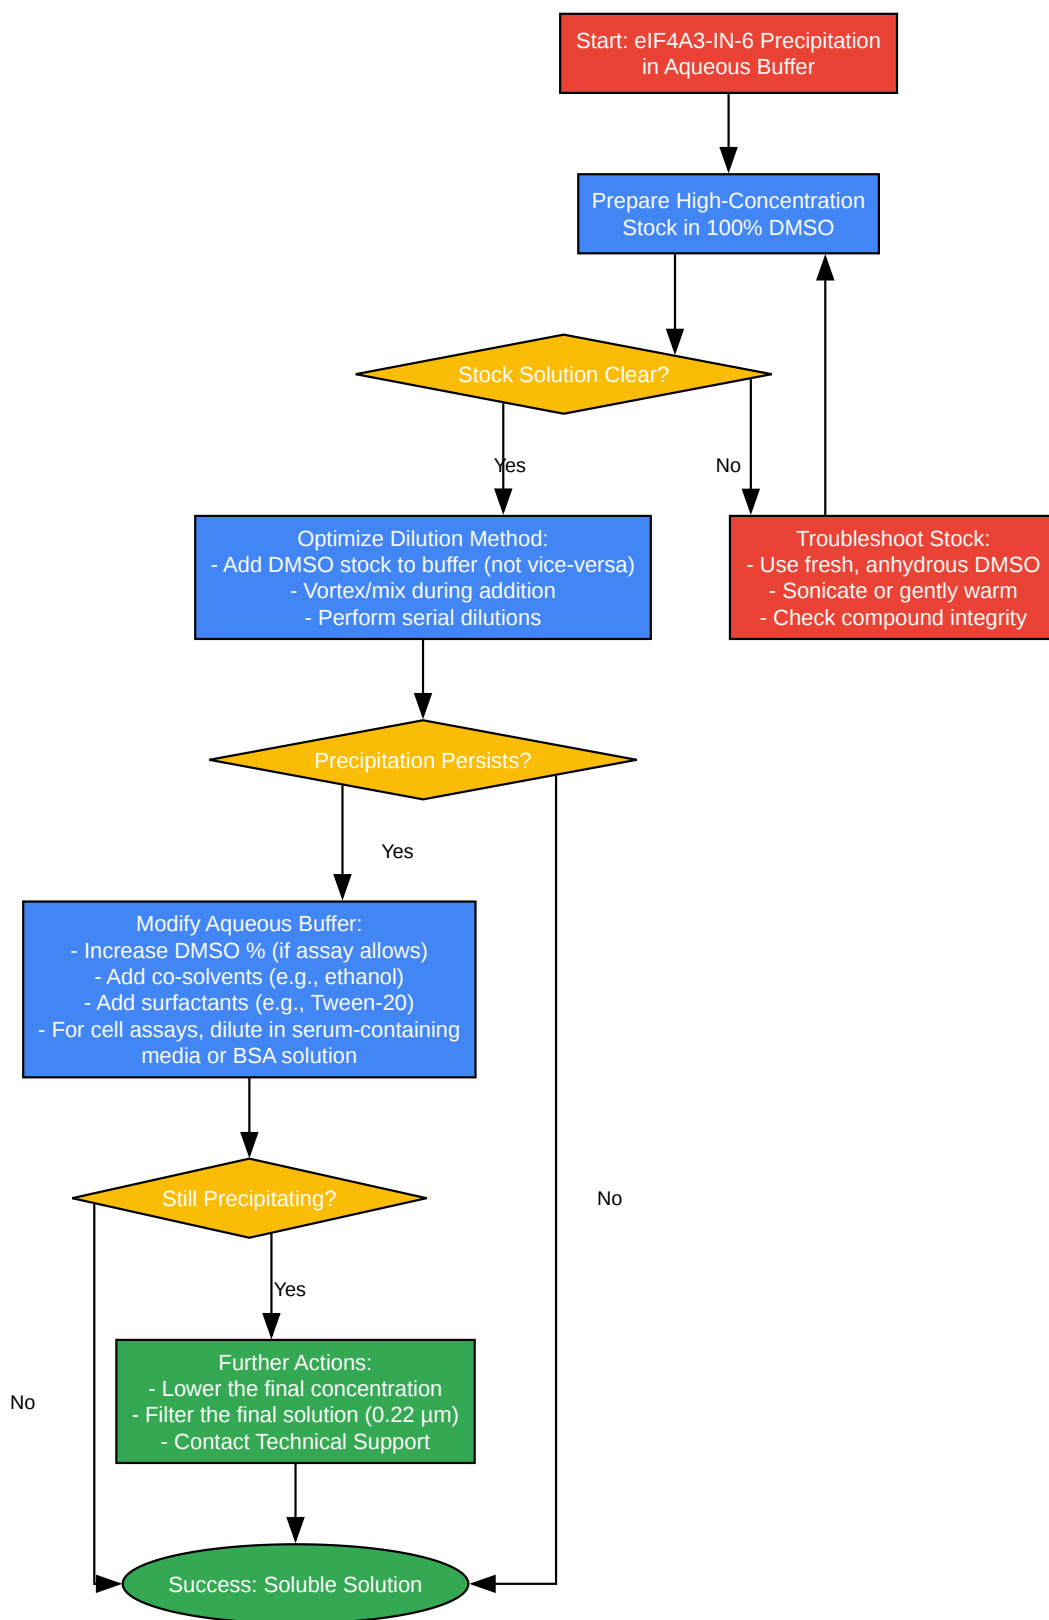 Start: eIF4A3-IN-6 Precipitation
in Aqueous Buffer
Prepare High-Concentration
Stock in 100% DMSO
Stock Solution Clear?
Yes
No
Optimize Dilution Method:
- Add DMSO stock to buffer (not vice-versa)
- Vortex/mix during addition
- Perform serial dilutions
Troubleshoot Stock:
- Use fresh, anhydrous DMSO
- Sonicate or gently warm
- Check compound integrity
Precipitation Persists?
Yes
Modify Aqueous Buffer:
- Increase DMSO % (if assay allows)
- Add co-solvents (e.g., ethanol)
- Add surfactants (e.g., Tween-20)
- For cell assays, dilute in serum-containing
media or BSA solution
Still Precipitating?
No
Yes
Further Actions:
- Lower the final concentration
- Filter the final solution (0.22 µm)
- Contact Technical Support
No
Success: Soluble Solution